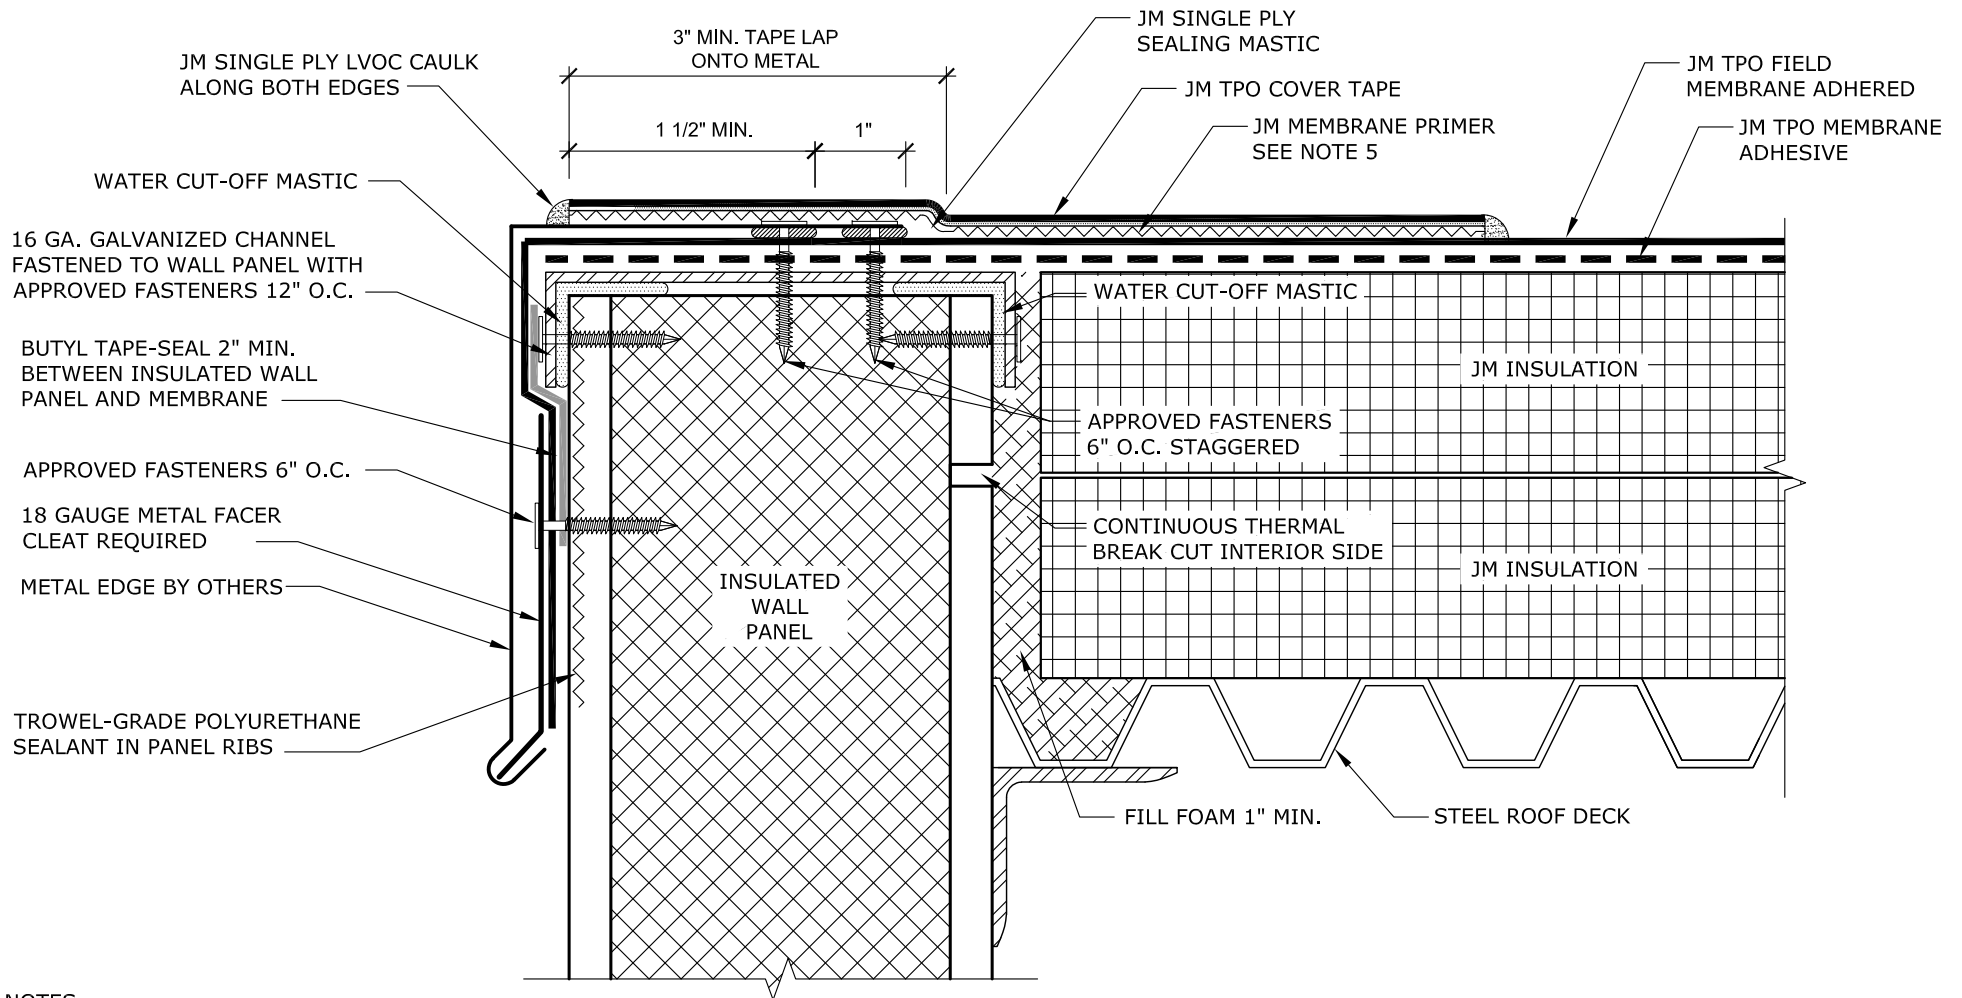 JM SINGLE PLY LVOC CAULK
ALONG BOTH EDGES
3" MIN. TAPE LAP
ONTO METAL
JM SINGLE PLY
SEALING MASTIC
JM TPO COVER TAPE
JM TPO FIELD
MEMBRANE ADHERED
1 1/2" MIN.
1"
JM MEMBRANE PRIMER
SEE NOTE 5
JM TPO MEMBRANE
ADHESIVE
WATER CUT-OFF MASTIC
16 GA. GALVANIZED CHANNEL
FASTENED TO WALL PANEL WITH
APPROVED FASTENERS 12" O.C.
WATER CUT-OFF MASTIC
BUTYL TAPE-SEAL 2" MIN.
BETWEEN INSULATED WALL
PANEL AND MEMBRANE
JM INSULATION
APPROVED FASTENERS
6" O.C. STAGGERED
APPROVED FASTENERS 6" O.C.
18 GAUGE METAL FACER
CLEAT REQUIRED
CONTINUOUS THERMAL
BREAK CUT INTERIOR SIDE
METAL EDGE BY OTHERS
INSULATED
WALL
PANEL
JM INSULATION
TROWEL-GRADE POLYURETHANE
SEALANT IN PANEL RIBS
FILL FOAM 1" MIN.
STEEL ROOF DECK
NOTES